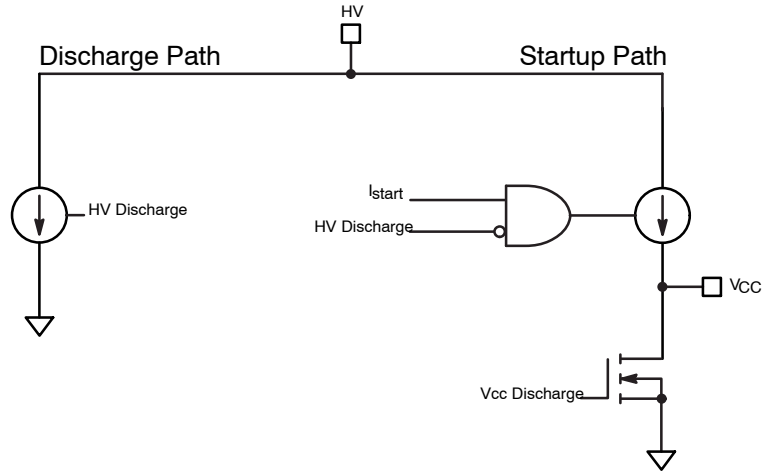 HV
Discharge Path
Startup Path
Istart
HV Discharge
HV Discharge
VCC
Vcc Discharge